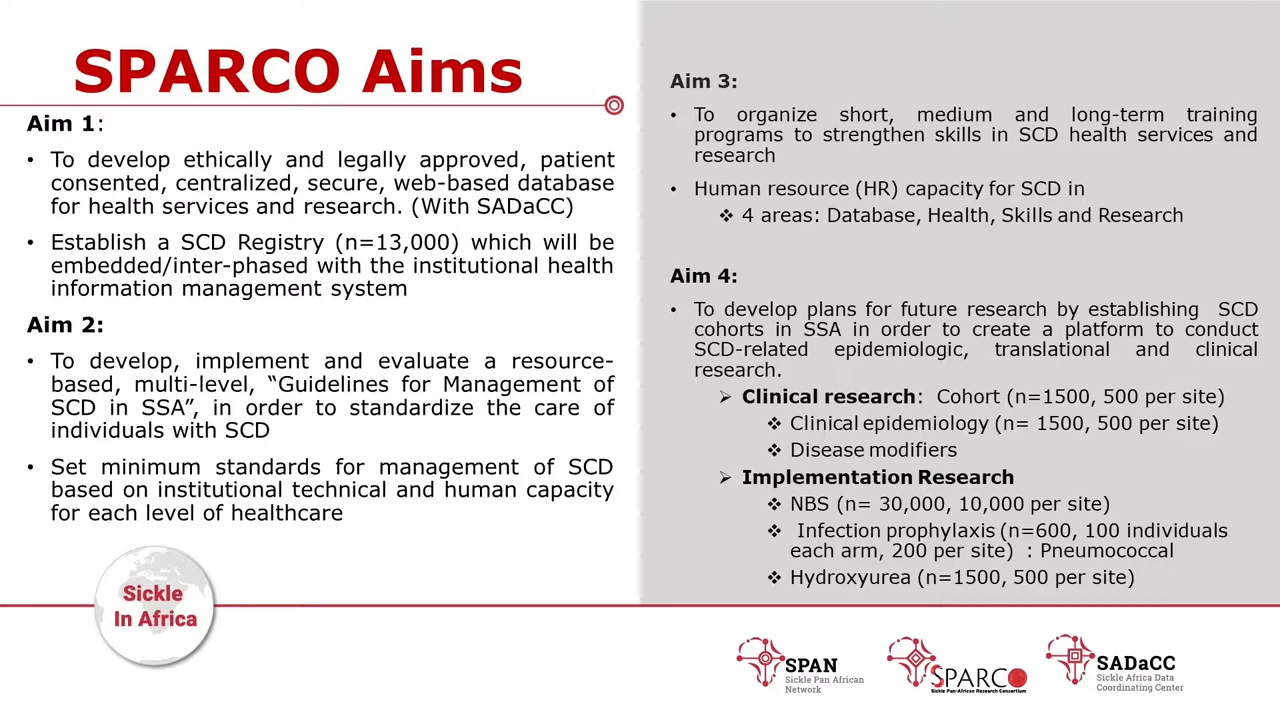 SPARCO Aims
Aim 1:
• To develop ethically and legally approved, patient
consented, centralized, secure, web-based database
for health services and research. (With SADaCC)
• Establish a SCD Registry (n=13,000) which will be
embedded/inter-phased with the institutional health
information management system
Aim 2:
• To develop, implement and evaluate a resource-
based, multi-level, “Guidelines for Management of
SCD in SSA”, in order to standardize the care of
individuals with SCD
• Set minimum standards for management of SCD
based on institutional technical and human capacity
for each level of healthcare
Aim 3:
• To organize short, medium and long-term training
programs to strengthen skills in SCD health services and
research
• Human resource (HR) capacity for SCD in
❖ 4 areas: Database, Health, Skills and Research
Aim 4:
• To develop plans for future research by establishing SCD
cohorts in SSA in order to create a platform to conduct
SCD-related epidemiologic, translational and clinical
research.
➢ Clinical research: Cohort (n=1500, 500 per site)
❖ Clinical epidemiology (n= 1500, 500 per site)
❖ Disease modifiers
➢ Implementation Research
❖ NBS (n= 30,000, 10,000 per site)
❖ Infection prophylaxis (n=600, 100 individuals
each arm, 200 per site) : Pneumococcal
❖ Hydroxyurea (n=1500, 500 per site)
Sickle
In Africa
SPAN
Sickle Pan African
Network
SPARCO
Sickle Pan-African Research Consortium
SADaCC
Sickle Africa Data
Coordinating Center